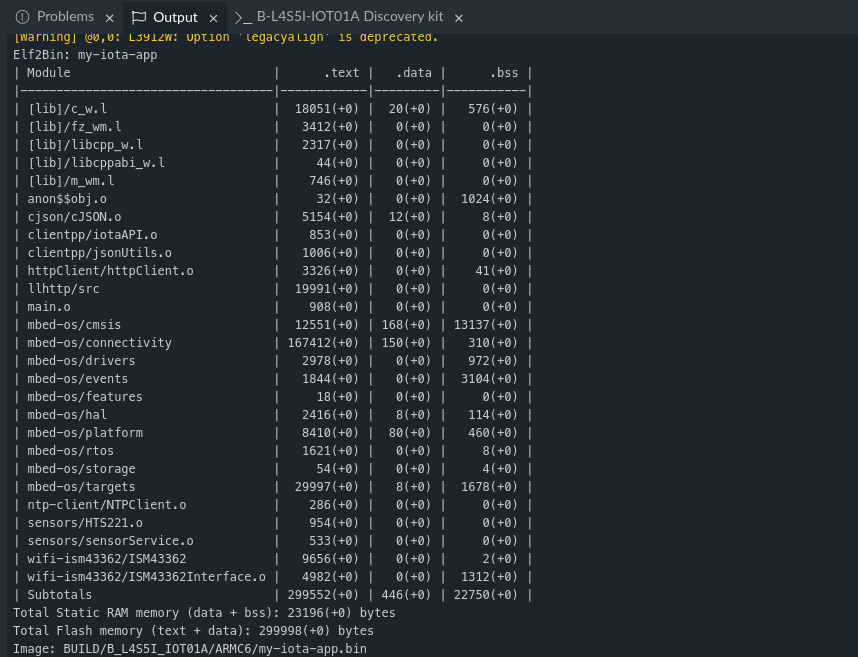 Problems × Output × B-L4S5I-IOT01A Discovery kit ×
[Warning] @0,0: L3912W: Option 'legacyalign' is deprecated.
Elf2Bin: my-iota-app
| Module | .text | .data | .bss |
|-----------------------------------|------------|---------|-----------|
| [lib]/c_w.l | 18051(+0) | 20(+0) | 576(+0) |
| [lib]/fz_wm.l | 3412(+0) | 0(+0) | 0(+0) |
| [lib]/libcpp_w.l | 2317(+0) | 0(+0) | 0(+0) |
| [lib]/libcppabi_w.l | 44(+0) | 0(+0) | 0(+0) |
| [lib]/m_wm.l | 746(+0) | 0(+0) | 0(+0) |
| anon$$obj.o | 32(+0) | 0(+0) | 1024(+0) |
| cjson/cJSON.o | 5154(+0) | 12(+0) | 8(+0) |
| clientpp/iotaAPI.o | 853(+0) | 0(+0) | 0(+0) |
| clientpp/jsonUtils.o | 1006(+0) | 0(+0) | 0(+0) |
| httpClient/httpClient.o | 3326(+0) | 0(+0) | 41(+0) |
| llhttp/src | 19991(+0) | 0(+0) | 0(+0) |
| main.o | 908(+0) | 0(+0) | 0(+0) |
| mbed-os/cmsis | 12551(+0) | 168(+0) | 13137(+0) |
| mbed-os/connectivity | 167412(+0) | 150(+0) | 310(+0) |
| mbed-os/drivers | 2978(+0) | 0(+0) | 972(+0) |
| mbed-os/events | 1844(+0) | 0(+0) | 3104(+0) |
| mbed-os/features | 18(+0) | 0(+0) | 0(+0) |
| mbed-os/hal | 2416(+0) | 8(+0) | 114(+0) |
| mbed-os/platform | 8410(+0) | 80(+0) | 460(+0) |
| mbed-os/rtos | 1621(+0) | 0(+0) | 8(+0) |
| mbed-os/storage | 54(+0) | 0(+0) | 4(+0) |
| mbed-os/targets | 29997(+0) | 8(+0) | 1678(+0) |
| ntp-client/NTPClient.o | 286(+0) | 0(+0) | 0(+0) |
| sensors/HTS221.o | 954(+0) | 0(+0) | 0(+0) |
| sensors/sensorService.o | 533(+0) | 0(+0) | 0(+0) |
| wifi-ism43362/ISM43362 | 9656(+0) | 0(+0) | 2(+0) |
| wifi-ism43362/ISM43362Interface.o | 4982(+0) | 0(+0) | 1312(+0) |
| Subtotals | 299552(+0) | 446(+0) | 22750(+0) |
Total Static RAM memory (data + bss): 23196(+0) bytes
Total Flash memory (text + data): 299998(+0) bytes
Image: BUILD/B_L4S5I_IOT01A/ARMC6/my-iota-app.bin